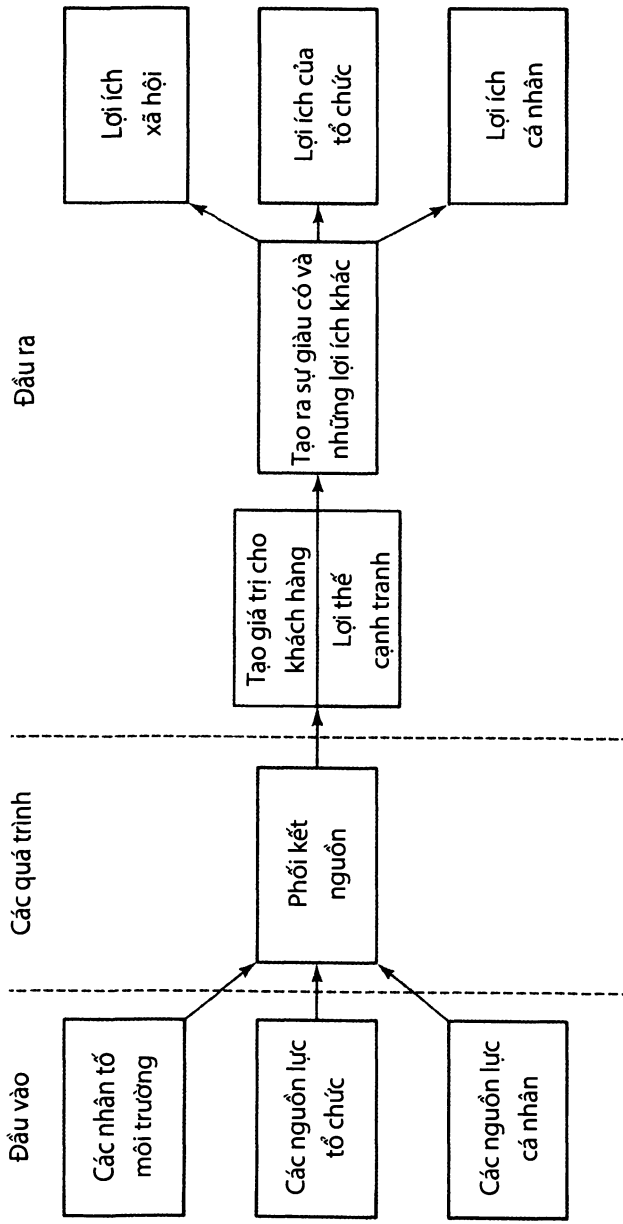 Đầu vào
Các quá trình
Đầu ra
Các nhân tố
môi trường
Các nguồn lực
tổ chức
Các nguồn lực
cá nhân
Phối kết
nguồn
Tạo giá trị cho
khách hàng
Lợi thế
cạnh tranh
Tạo ra sự giàu có và
những lợi ích khác
Lợi ích
xã hội
Lợi ích của
tổ chức
Lợi ích
cá nhân